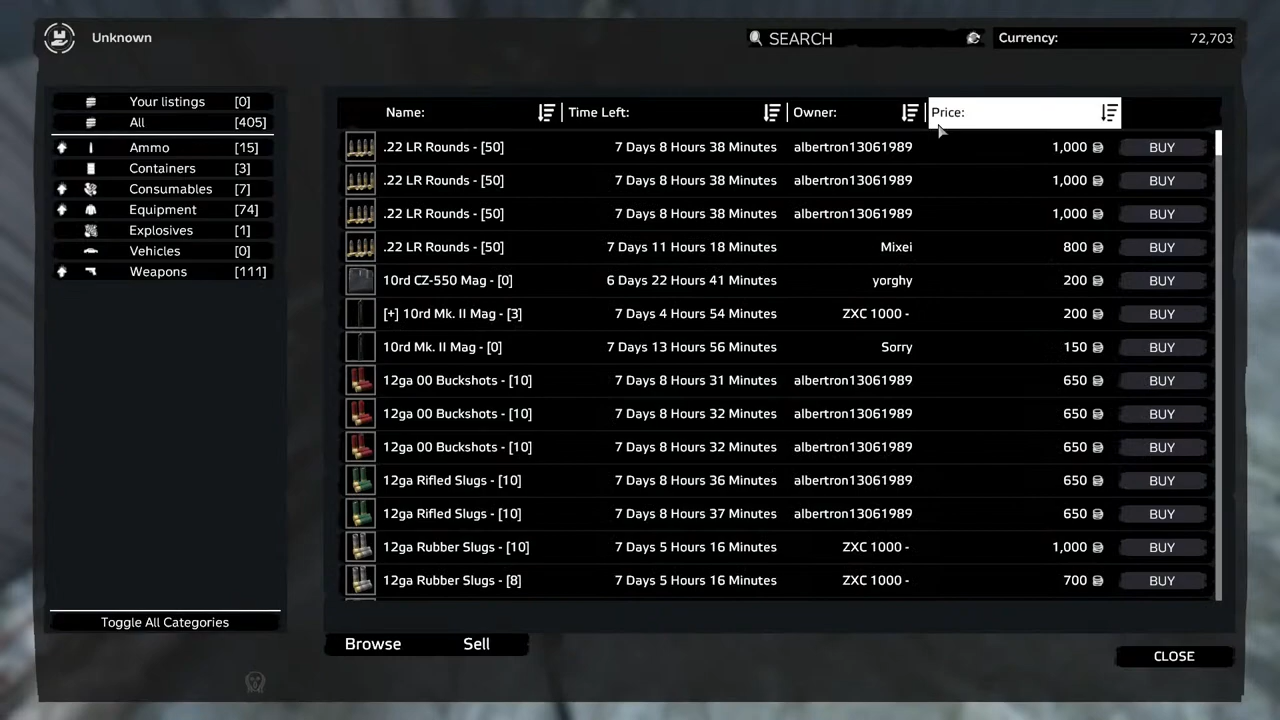 Unknown
SEARCH
Currency: 72,703
Your listings [0]
All [405]
Ammo [15]
Containers [3]
Consumables [7]
Equipment [74]
Explosives [1]
Vehicles [0]
Weapons [111]
Toggle All Categories
Name: Time Left: Owner: Price:
.22 LR Rounds - [50] 7 Days 8 Hours 38 Minutes albertron13061989 1,000 BUY
.22 LR Rounds - [50] 7 Days 8 Hours 38 Minutes albertron13061989 1,000 BUY
.22 LR Rounds - [50] 7 Days 8 Hours 38 Minutes albertron13061989 1,000 BUY
.22 LR Rounds - [50] 7 Days 11 Hours 18 Minutes Mixei 800 BUY
10rd CZ-550 Mag - [0] 6 Days 22 Hours 41 Minutes yorghy 200 BUY
[+] 10rd Mk. II Mag - [3] 7 Days 4 Hours 54 Minutes ZXC 1000 - 200 BUY
10rd Mk. II Mag - [0] 7 Days 13 Hours 56 Minutes Sorry 150 BUY
12ga 00 Buckshots - [10] 7 Days 8 Hours 31 Minutes albertron13061989 650 BUY
12ga 00 Buckshots - [10] 7 Days 8 Hours 32 Minutes albertron13061989 650 BUY
12ga 00 Buckshots - [10] 7 Days 8 Hours 32 Minutes albertron13061989 650 BUY
12ga Rifled Slugs - [10] 7 Days 8 Hours 36 Minutes albertron13061989 650 BUY
12ga Rifled Slugs - [10] 7 Days 8 Hours 37 Minutes albertron13061989 650 BUY
12ga Rubber Slugs - [10] 7 Days 5 Hours 16 Minutes ZXC 1000 - 1,000 BUY
12ga Rubber Slugs - [8] 7 Days 5 Hours 16 Minutes ZXC 1000 - 700 BUY
Browse Sell
CLOSE